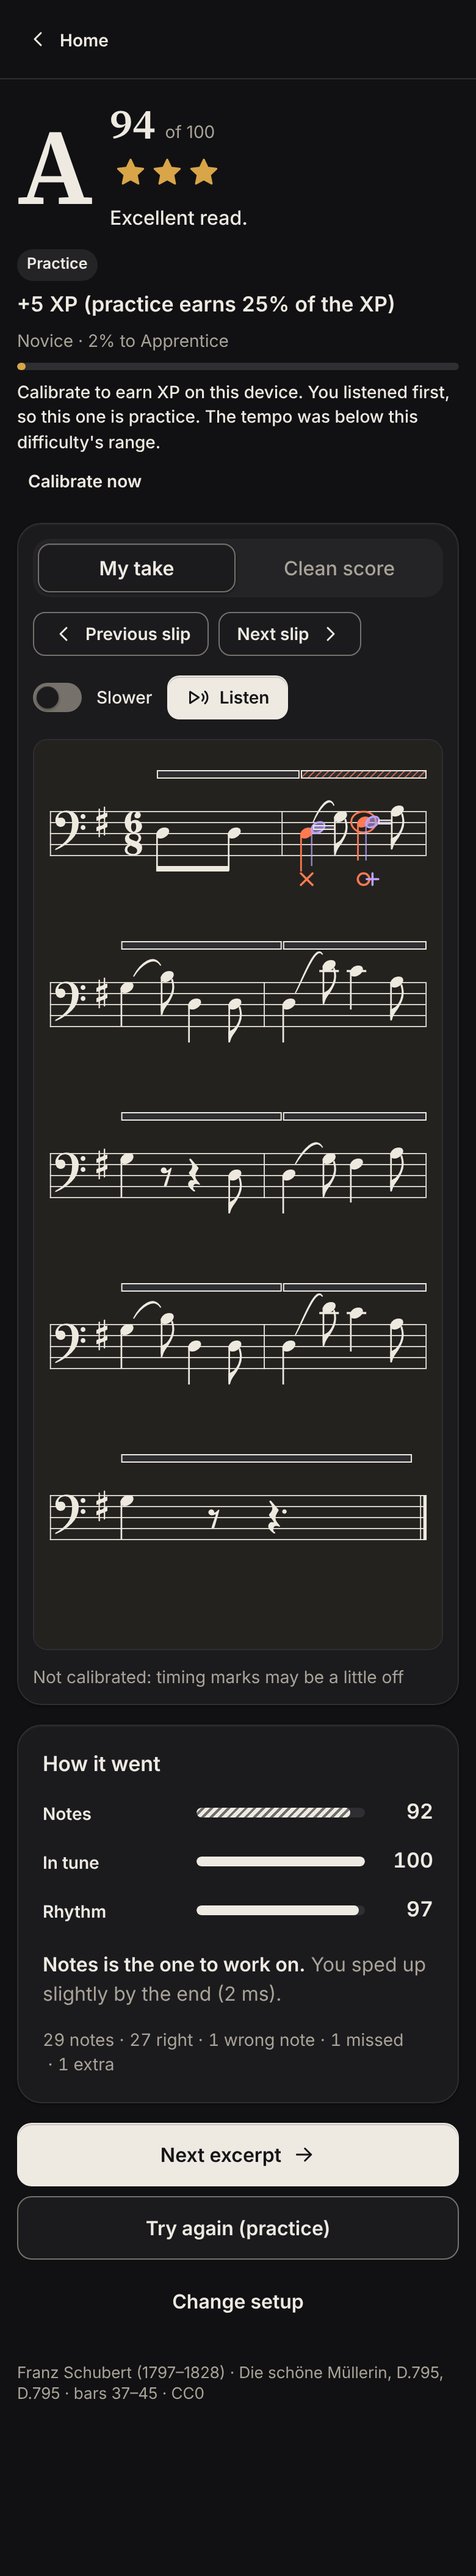 Home
A
94 of 100
Excellent read.
Practice
+5 XP (practice earns 25% of the XP)
Novice · 2% to Apprentice
Calibrate to earn XP on this device. You listened first,
so this one is practice. The tempo was below this
difficulty's range.
Calibrate now
My take
Clean score
Previous slip
Next slip
Slower
Listen
6
8
Not calibrated: timing marks may be a little off
How it went
Notes 92
In tune 100
Rhythm 97
Notes is the one to work on. You sped up
slightly by the end (2 ms).
29 notes · 27 right · 1 wrong note · 1 missed
· 1 extra
Next excerpt
Try again (practice)
Change setup
Franz Schubert (1797–1828) · Die schöne Müllerin, D.795,
D.795 · bars 37–45 · CC0